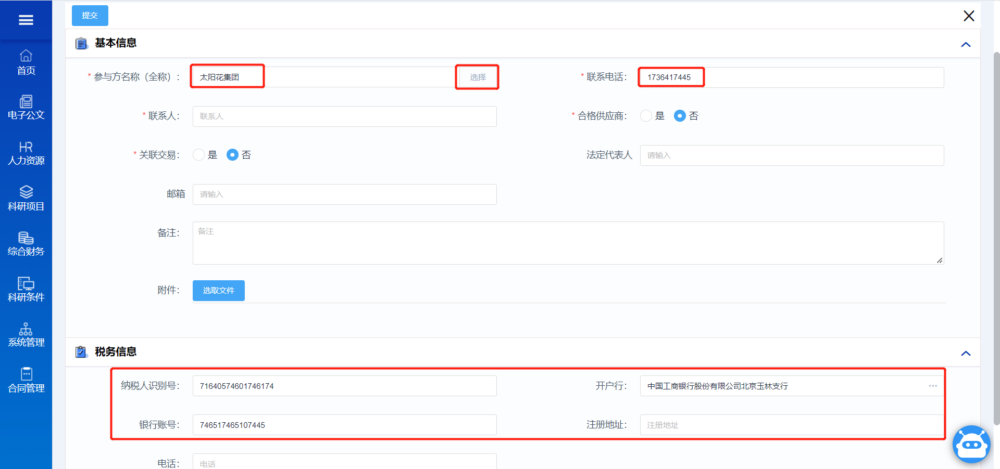 提交
首页
电子公文
HR
人力资源
科研项目
综合财务
科研条件
系统管理
合同管理
基本信息
* 参与方名称（全称）： 太阳花集团 选择 * 联系电话： 1736417445
* 联系人： 联系人 * 合格供应商： 是 否
* 关联交易： 是 否 法定代表人 请输入
邮箱 请输入
备注： 备注
附件： 选取文件
税务信息
纳税人识别号： 71640574601746174 开户行： 中国工商银行股份有限公司北京玉林支行 ...
银行账号： 746517465107445 注册地址： 注册地址
电话： 电话